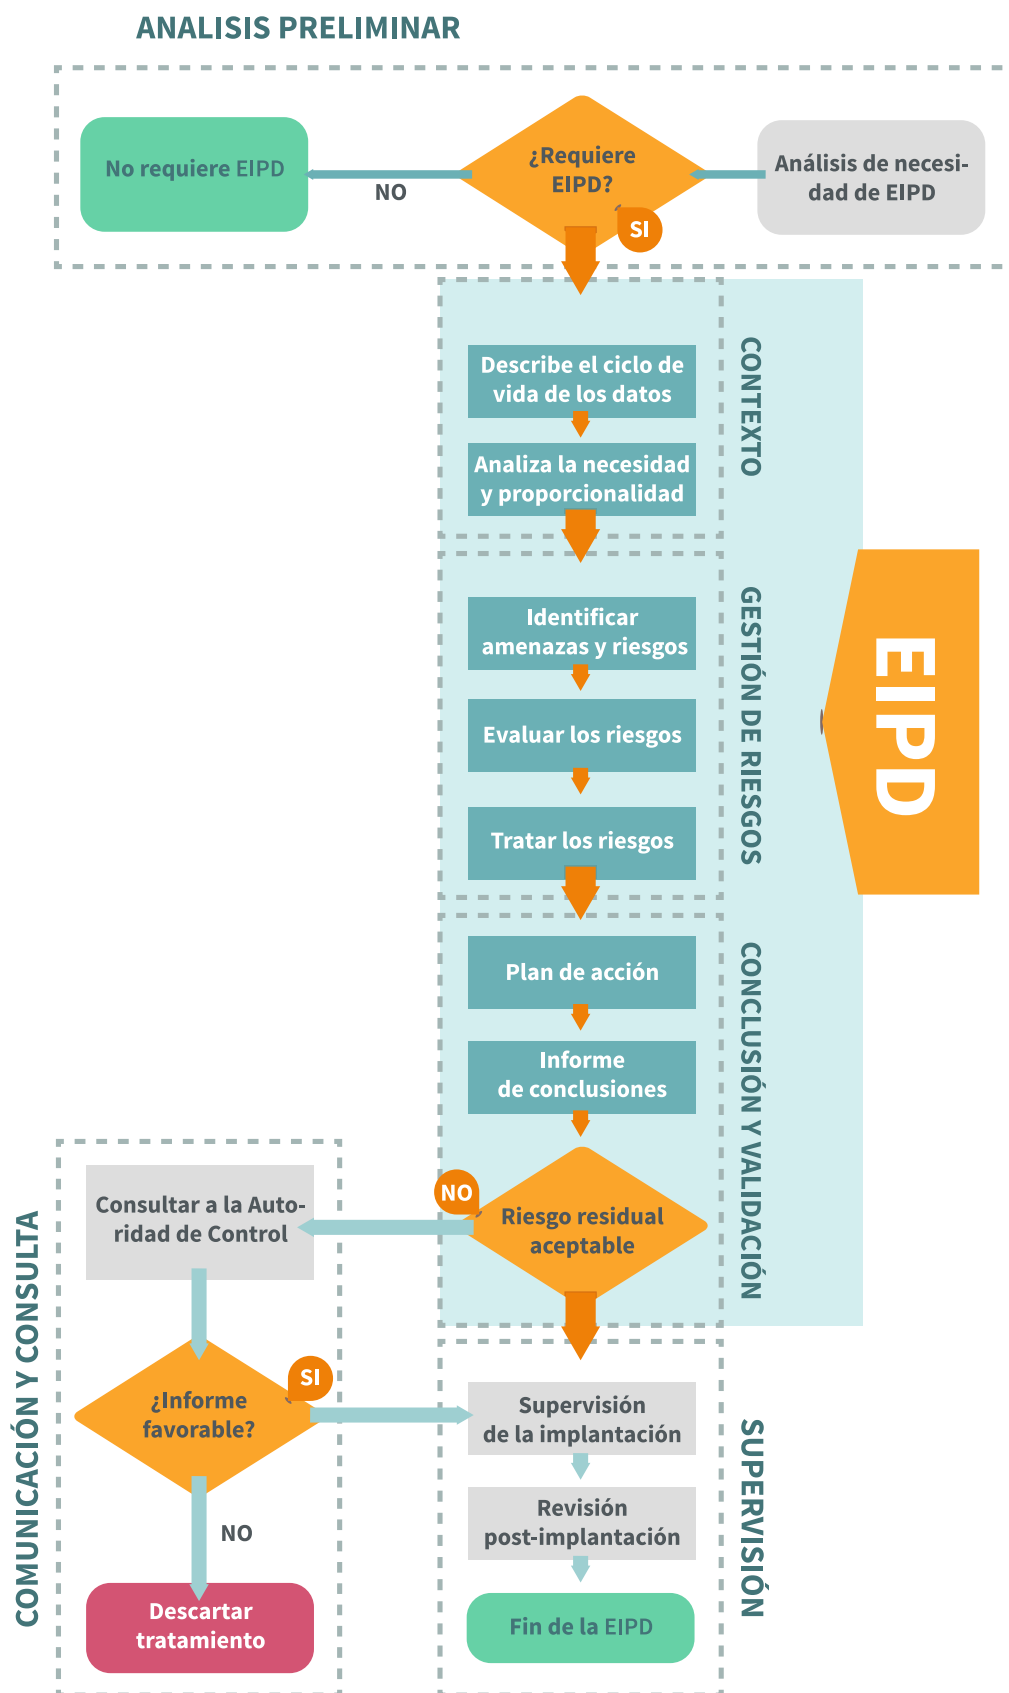 ANALISIS PRELIMINAR
No requiere EIPD
NO
¿Requiere
EIPD?
SI
Análisis de necesi-
dad de EIPD
CONTEXTO
Describe el ciclo de
vida de los datos
Analiza la necesidad
y proporcionalidad
GESTIÓN DE RIESGOS
Identificar
amenazas y riesgos
Evaluar los riesgos
Tratar los riesgos
EIPD
CONCLUSIÓN Y VALIDACIÓN
Plan de acción
Informe
de conclusiones
Riesgo residual
aceptable
NO
COMUNICACIÓN Y CONSULTA
Consultar a la Auto-
ridad de Control
¿Informe
favorable?
SI
NO
Descartar
tratamiento
SUPERVISIÓN
Supervisión
de la implantación
Revisión
post-implantación
Fin de la EIPD